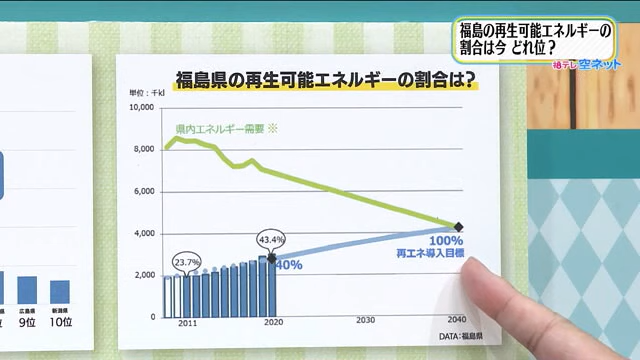 福島の再生可能エネルギーの
割合は今 どれ位？
福テレ 空ネット
福島県の再生可能エネルギーの割合は？
単位：千kl
10,000
県内エネルギー需要 ※
8,000
6,000
4,000
2,000
0
23.7%
43.4%
40%
100%
再エネ導入目標
2011
2020
2030
2040
DATA：福島県
広島県
新潟県
9位
10位